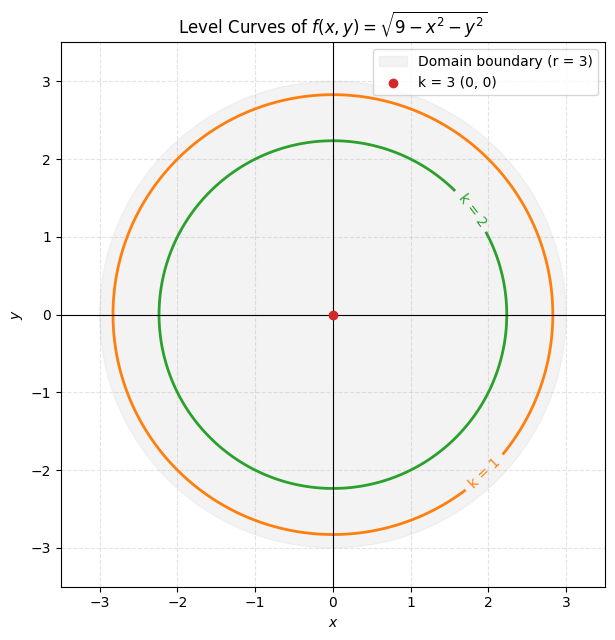 Level Curves of f(x, y) = √9 − x² − y²
Domain boundary (r = 3)
k = 3 (0, 0)
3
2
1
0
−1
−2
−3
y
k = 2
k = 1
−3
−2
−1
0
1
2
3
x